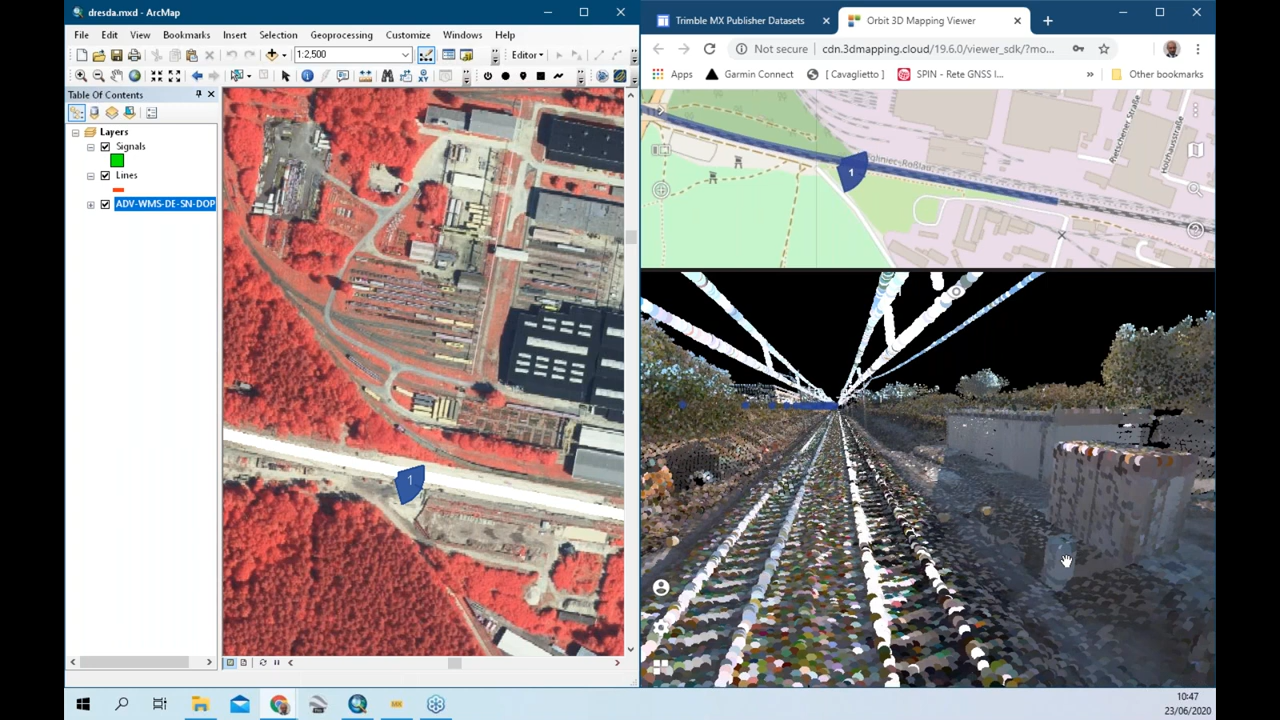 dresda.mxd - ArcMap
File Edit View Bookmarks Insert Selection Geoprocessing Customize Windows Help
1:2,500
Editor
Table Of Contents
Layers
Signals
Lines
ADV-WMS-DE-SN-DOP
1
Trimble MX Publisher Datasets
Orbit 3D Mapping Viewer
Not secure
cdn.3dmapping.cloud/19.6.0/viewer_sdk/?mo...
Apps
Garmin Connect
[ Cavaglietto ]
SPIN - Rete GNSS I...
»
Other bookmarks
Rietschener Straße
Holzhausstraße
1
10:47
23/06/2020